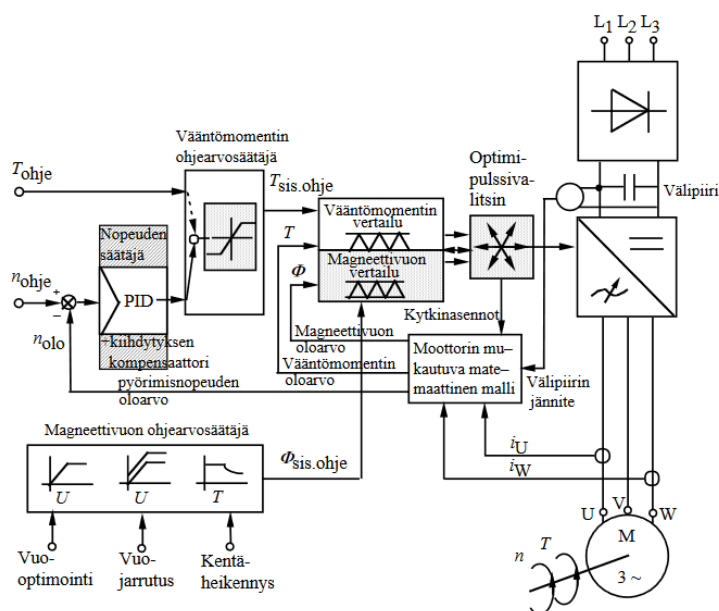 L1 L2 L3
Vääntömomentin
ohjearvosäätäjä
Tohje
Tsis.ohje
Optimi-
pulssiva-
litsin
Välipiiri
Nopeuden
säätäjä
Vääntömomentin
vertailu
T
Magneettivuon
vertailu
Φ
nohje
+
−
PID
nolo
+kiihdytyksen
kompensaattori
pyörimisnopeuden
oloarvo
Magneettivuon
oloarvo
Vääntömomentin
oloarvo
Kytkinasennot
Moottorin mu–
kautuva mate–
maattinen malli
Välipiirin
jännite
Magneettivuon ohjearvosäätäjä
U
U
T
Φsis.ohje
iU
iW
U
V
W
M
3 ~
n
T
Vuo-
optimointi
Vuo-
jarrutus
Kentä-
heikennys